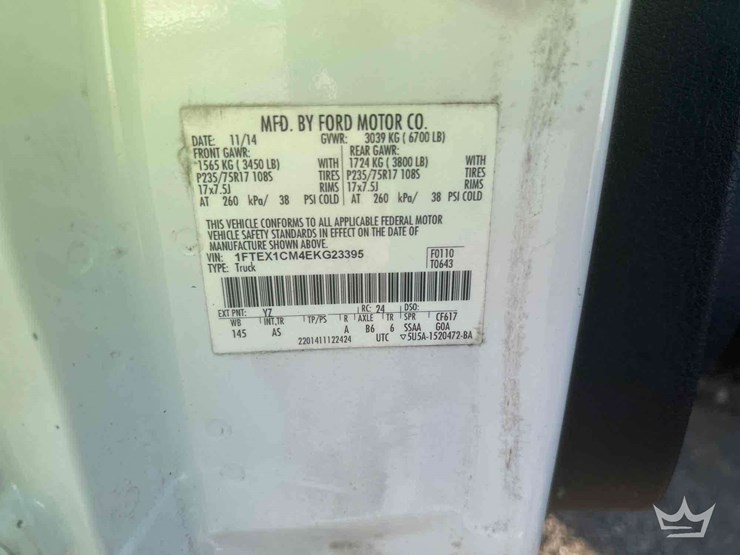 MFD. BY FORD MOTOR CO.
DATE: 11/14 GVWR: 3039 KG ( 6700 LB)
FRONT GAWR: REAR GAWR:
1565 KG ( 3450 LB) WITH 1724 KG ( 3800 LB) WITH
P235/75R17 108S TIRES P235/75R17 108S TIRES
17x7.5J RIMS 17x7.5J RIMS
AT 260 kPa/ 38 PSI COLD AT 260 kPa/ 38 PSI COLD
THIS VEHICLE CONFORMS TO ALL APPLICABLE FEDERAL MOTOR
VEHICLE SAFETY STANDARDS IN EFFECT ON THE DATE OF
MANUFACTURE SHOWN ABOVE.
VIN: 1FTEX1CM4EKG23395 F0110
TYPE: Truck T0643
EXT PNT: YZ RC: 24 DSO:
WB INT,TR TP/PS R AXLE TR SPR CF617
145 AS A B6 6 SSAA G0A
2201411122424 UTC ▽5U5A-1520472-BA